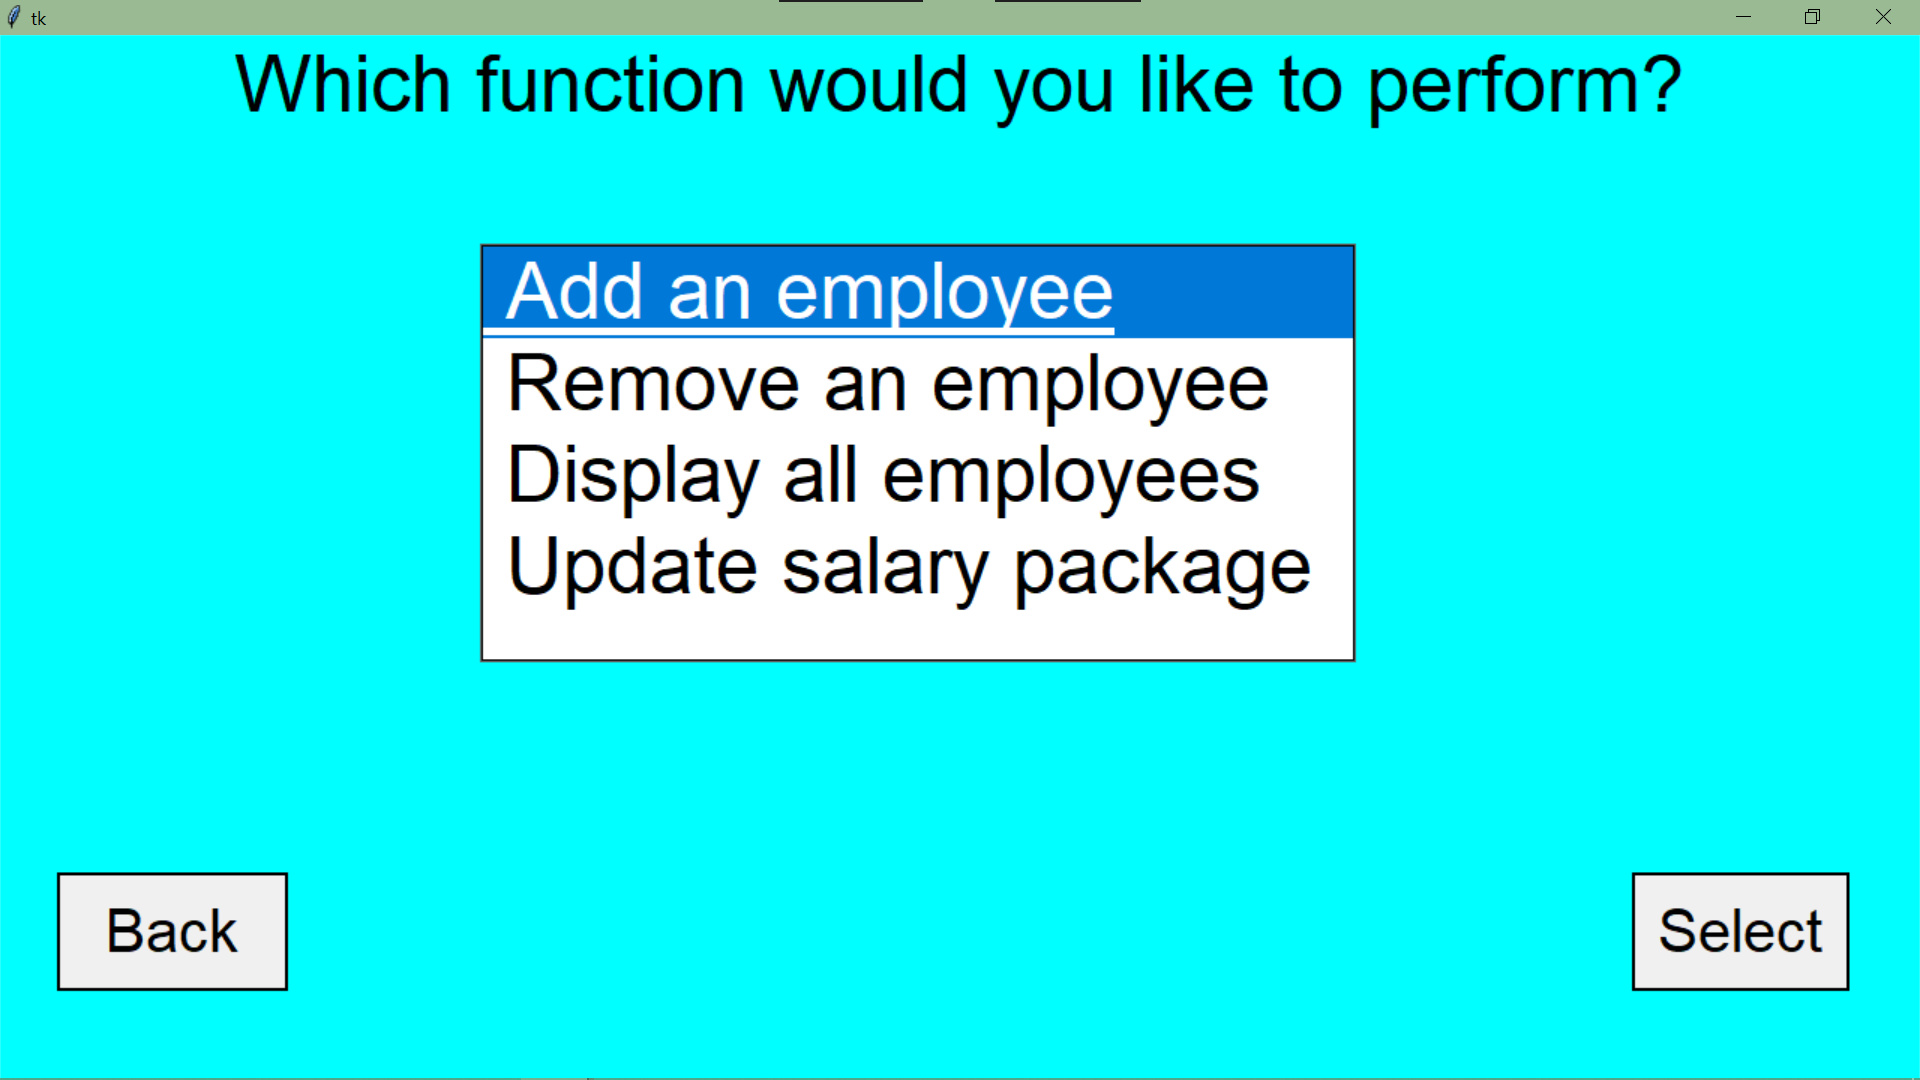 tk
Which function would you like to perform?
Add an employee
Remove an employee
Display all employees
Update salary package
Back
Select